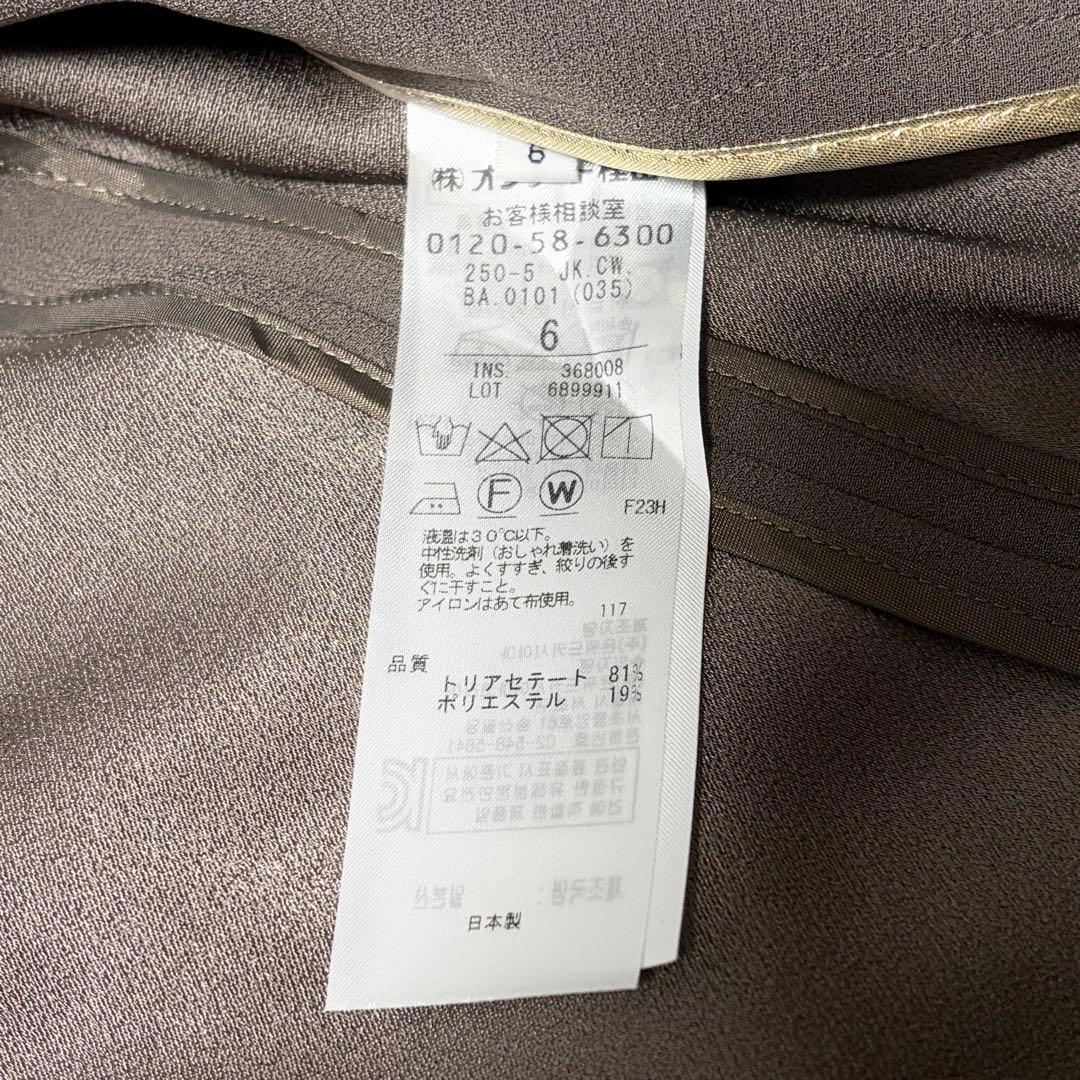 6
(株)オン
お客様相談室
0120-58-6300
250-5 JK.CW.
BA.0101 (035)
6
INS. 368008
LOT 6899911
F W F23H
液温は30℃以下。
中性洗剤(おしゃれ着洗い)を
使用。よくすすぎ、絞りの後す
ぐに干すこと。
アイロンはあて布使用。
117
品質
トリアセテート 81%
ポリエステル 19%
日本製